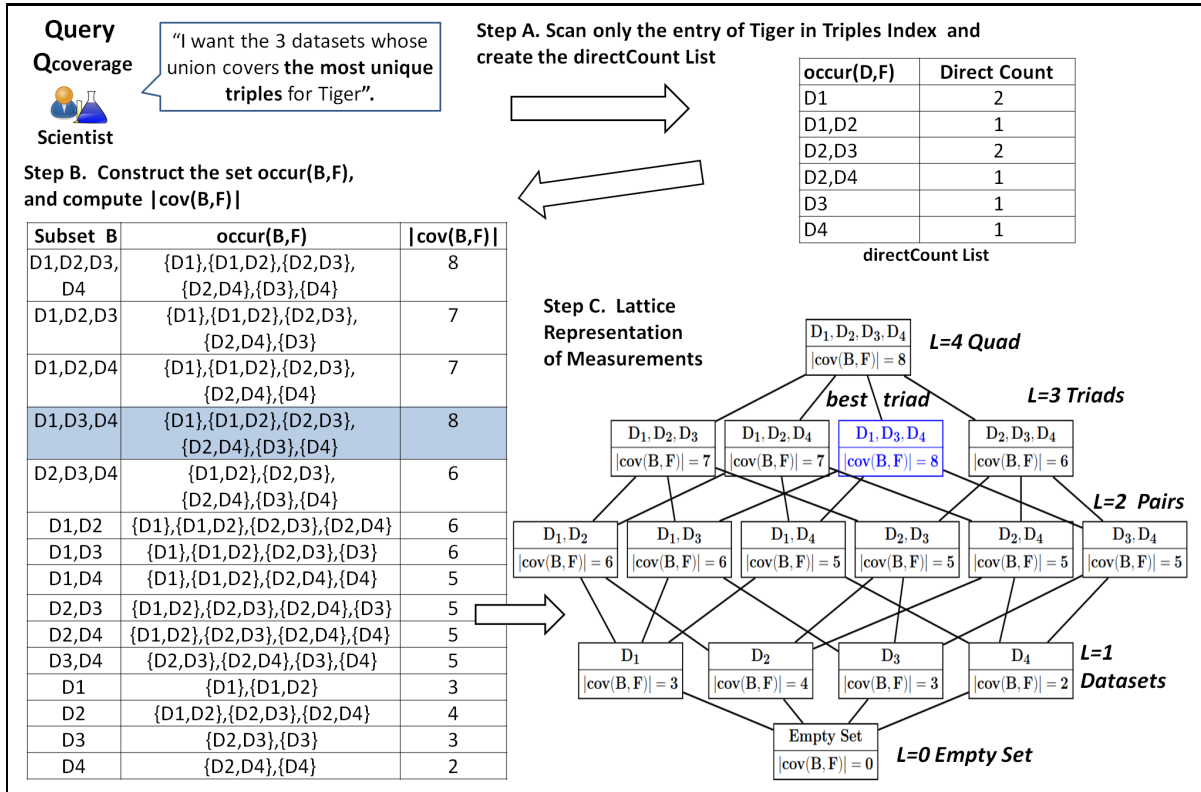 Query
Qcoverage
Scientist
“I want the 3 datasets whose
union covers the most unique
triples for Tiger”.
Step A. Scan only the entry of Tiger in Triples Index and
create the directCount List
occur(D,F) Direct Count
D1 2
D1,D2 1
D2,D3 2
D2,D4 1
D3 1
D4 1
directCount List
Step B. Construct the set occur(B,F),
and compute |cov(B,F)|
Subset B occur(B,F) |cov(B,F)|
D1,D2,D3, {D1},{D1,D2},{D2,D3}, 8
D4 {D2,D4},{D3},{D4}
D1,D2,D3 {D1},{D1,D2},{D2,D3}, 7
{D2,D4},{D3}
D1,D2,D4 {D1},{D1,D2},{D2,D3}, 7
{D2,D4},{D4}
D1,D3,D4 {D1},{D1,D2},{D2,D3}, 8
{D2,D4},{D3},{D4}
D2,D3,D4 {D1,D2},{D2,D3}, 6
{D2,D4},{D3},{D4}
D1,D2 {D1},{D1,D2},{D2,D3},{D2,D4} 6
D1,D3 {D1},{D1,D2},{D2,D3},{D3} 6
D1,D4 {D1},{D1,D2},{D2,D4},{D4} 5
D2,D3 {D1,D2},{D2,D3},{D2,D4},{D3} 5
D2,D4 {D1,D2},{D2,D3},{D2,D4},{D4} 5
D3,D4 {D2,D3},{D2,D4},{D3},{D4} 5
D1 {D1},{D1,D2} 3
D2 {D1,D2},{D2,D3},{D2,D4} 4
D3 {D2,D3},{D3} 3
D4 {D2,D4},{D4} 2
Step C. Lattice
Representation
of Measurements
D₁, D₂, D₃, D₄
|cov(B, F)| = 8
L=4 Quad
best triad
L=3 Triads
D₁, D₂, D₃ D₁, D₂, D₄ D₁, D₃, D₄ D₂, D₃, D₄
|cov(B, F)| = 7 |cov(B, F)| = 7 |cov(B, F)| = 8 |cov(B, F)| = 6
L=2 Pairs
D₁, D₂ D₁, D₃ D₁, D₄ D₂, D₃ D₂, D₄ D₃, D₄
|cov(B, F)| = 6 |cov(B, F)| = 6 |cov(B, F)| = 5 |cov(B, F)| = 5 |cov(B, F)| = 5 |cov(B, F)| = 5
D₁ D₂ D₃ D₄
|cov(B, F)| = 3 |cov(B, F)| = 4 |cov(B, F)| = 3 |cov(B, F)| = 2
L=1
Datasets
Empty Set
|cov(B, F)| = 0
L=0 Empty Set